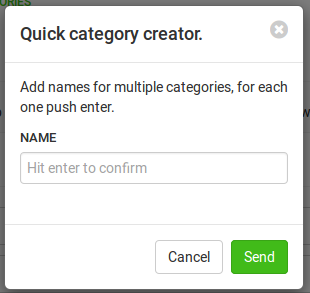 Quick category creator.
Add names for multiple categories, for each
one push enter.
NAME
Hit enter to confirm
Cancel
Send